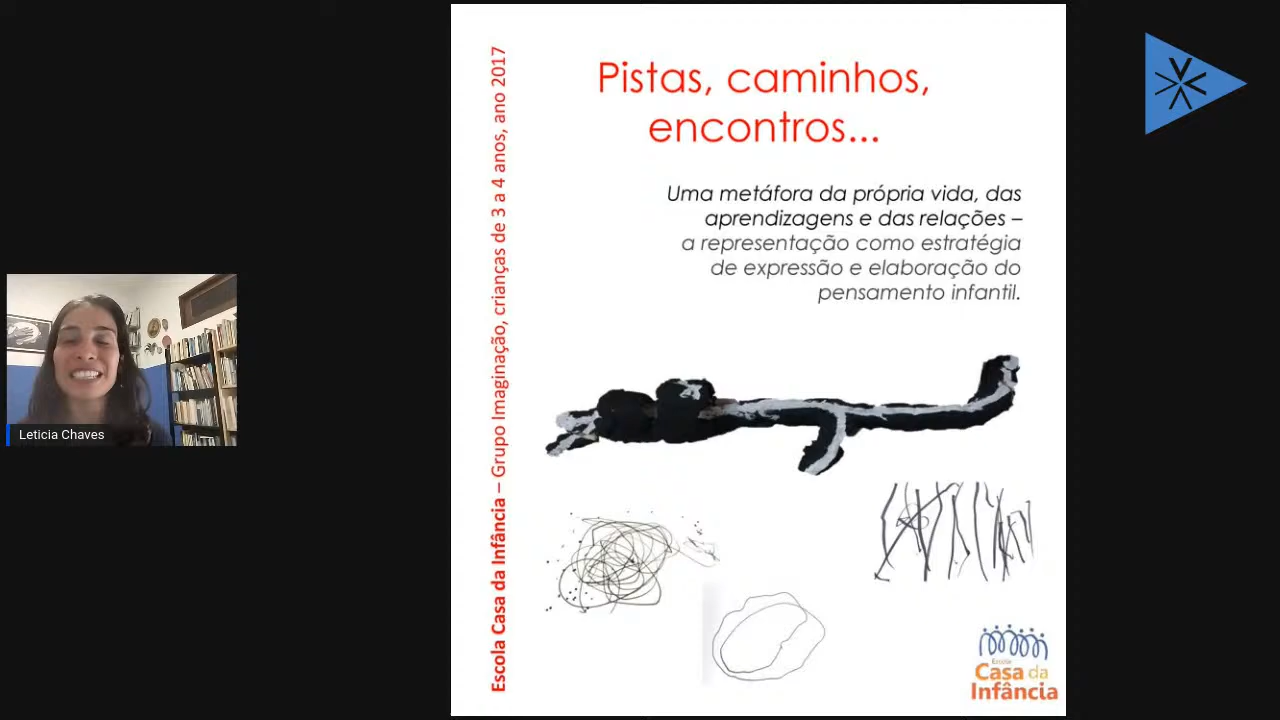 Pistas, caminhos,
encontros...
Uma metáfora da própria vida, das
aprendizagens e das relações –
a representação como estratégia
de expressão e elaboração do
pensamento infantil.
Escola Casa da Infância – Grupo Imaginação, crianças de 3 a 4 anos, ano 2017
Leticia Chaves
Escola
Casa da
Infância